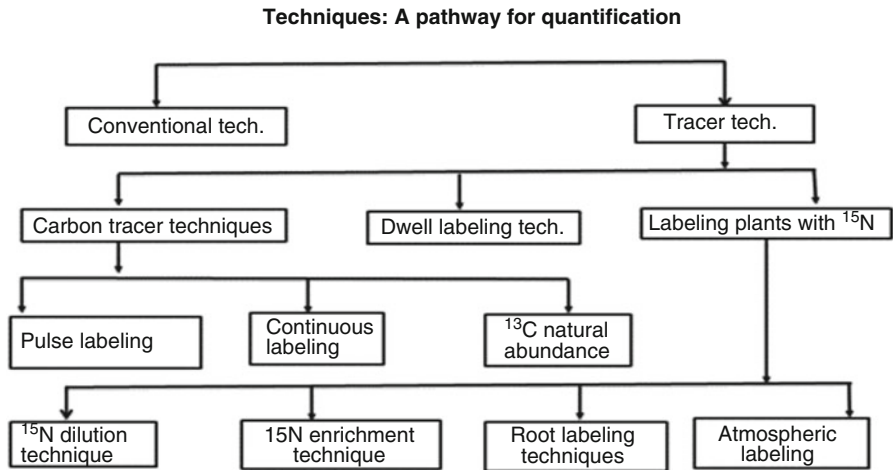 Techniques: A pathway for quantification
Conventional tech.
Tracer tech.
Carbon tracer techniques
Dwell labeling tech.
Labeling plants with ¹⁵N
Pulse labeling
Continuous
labeling
¹³C natural
abundance
¹⁵N dilution
technique
15N enrichment
technique
Root labeling
techniques
Atmospheric
labeling